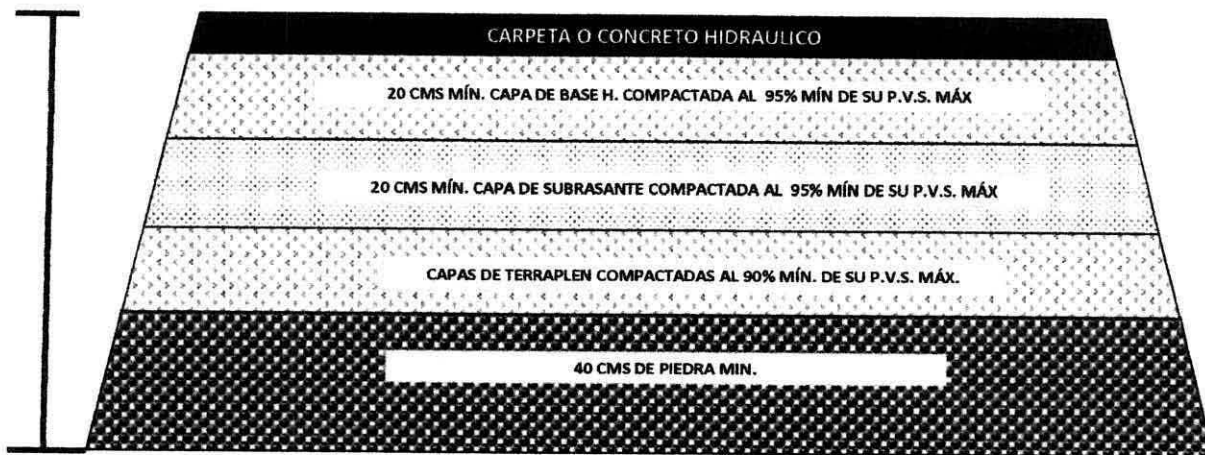 CARPETA O CONCRETO HIDRAULICO
20 CMS MÍN. CAPA DE BASE H. COMPACTADA AL 95% MÍN DE SU P.V.S. MÁX
20 CMS MÍN. CAPA DE SUBRASANTE COMPACTADA AL 95% MÍN DE SU P.V.S. MÁX
CAPAS DE TERRAPLEN COMPACTADAS AL 90% MÍN. DE SU P.V.S. MÁX.
40 CMS DE PIEDRA MIN.